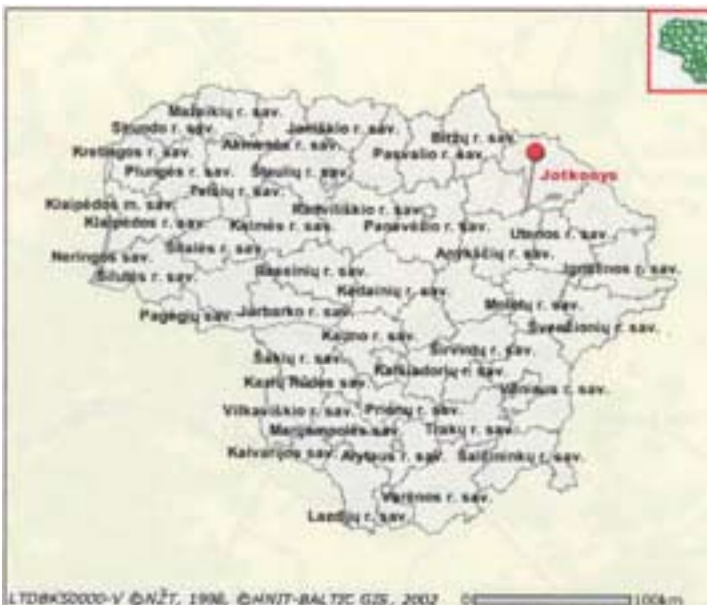 Mažeikių r. sav.
Skuodo r. sav.
Joniškio r. sav.
Biržų r. sav.
Akmenės r. sav.
Kretingos r. sav.
Pasvalio r. sav.
Plungės r. sav.
Šiaulių r. sav.
Jotkonys
Telšių r. sav.
Klaipėdos m. sav.
Radviliškio r. sav.
Klaipėdos r. sav.
Kelmės r. sav.
Panevėžio r. sav.
Utenos r. sav.
Šilalės r. sav.
Anykščių r. sav.
Neringos sav.
Ignalinos r. sav.
Šilutės r. sav.
Raseinių r. sav.
Kėdainių r. sav.
Molėtų r. sav.
Pagėgių sav.
Jurbarko r. sav.
Švenčionių r. sav.
Kauno r. sav.
Širvintų r. sav.
Šakių r. sav.
Kaišiadorių r. sav.
Kazlų Rūdos sav.
Vilniaus r. sav.
Vilkaviškio r. sav.
Prienų r. sav.
Marijampolės sav.
Trakų r. sav.
Kalvarijos sav.
Alytaus r. sav.
Šalčininkų r. sav.
Varėnos r. sav.
Lazdijų r. sav.
LTDBK50000-V ©NŽT, 1998, ©HNIT-BALTIC GIS, 2002 0 100km